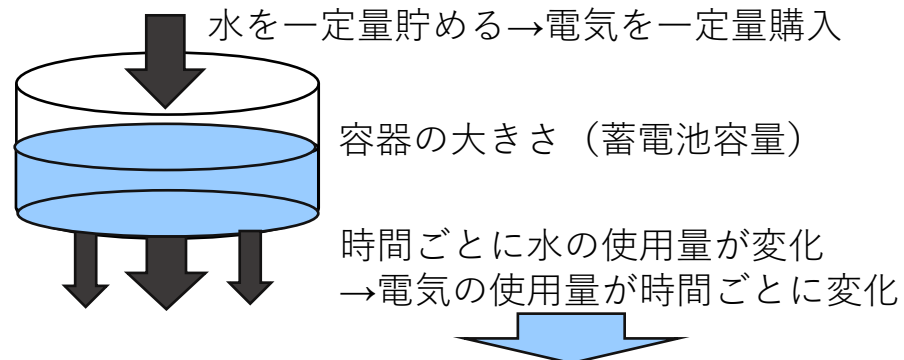 水を一定量貯める→電気を一定量購入
容器の大きさ（蓄電池容量）
時間ごとに水の使用量が変化
→電気の使用量が時間ごとに変化